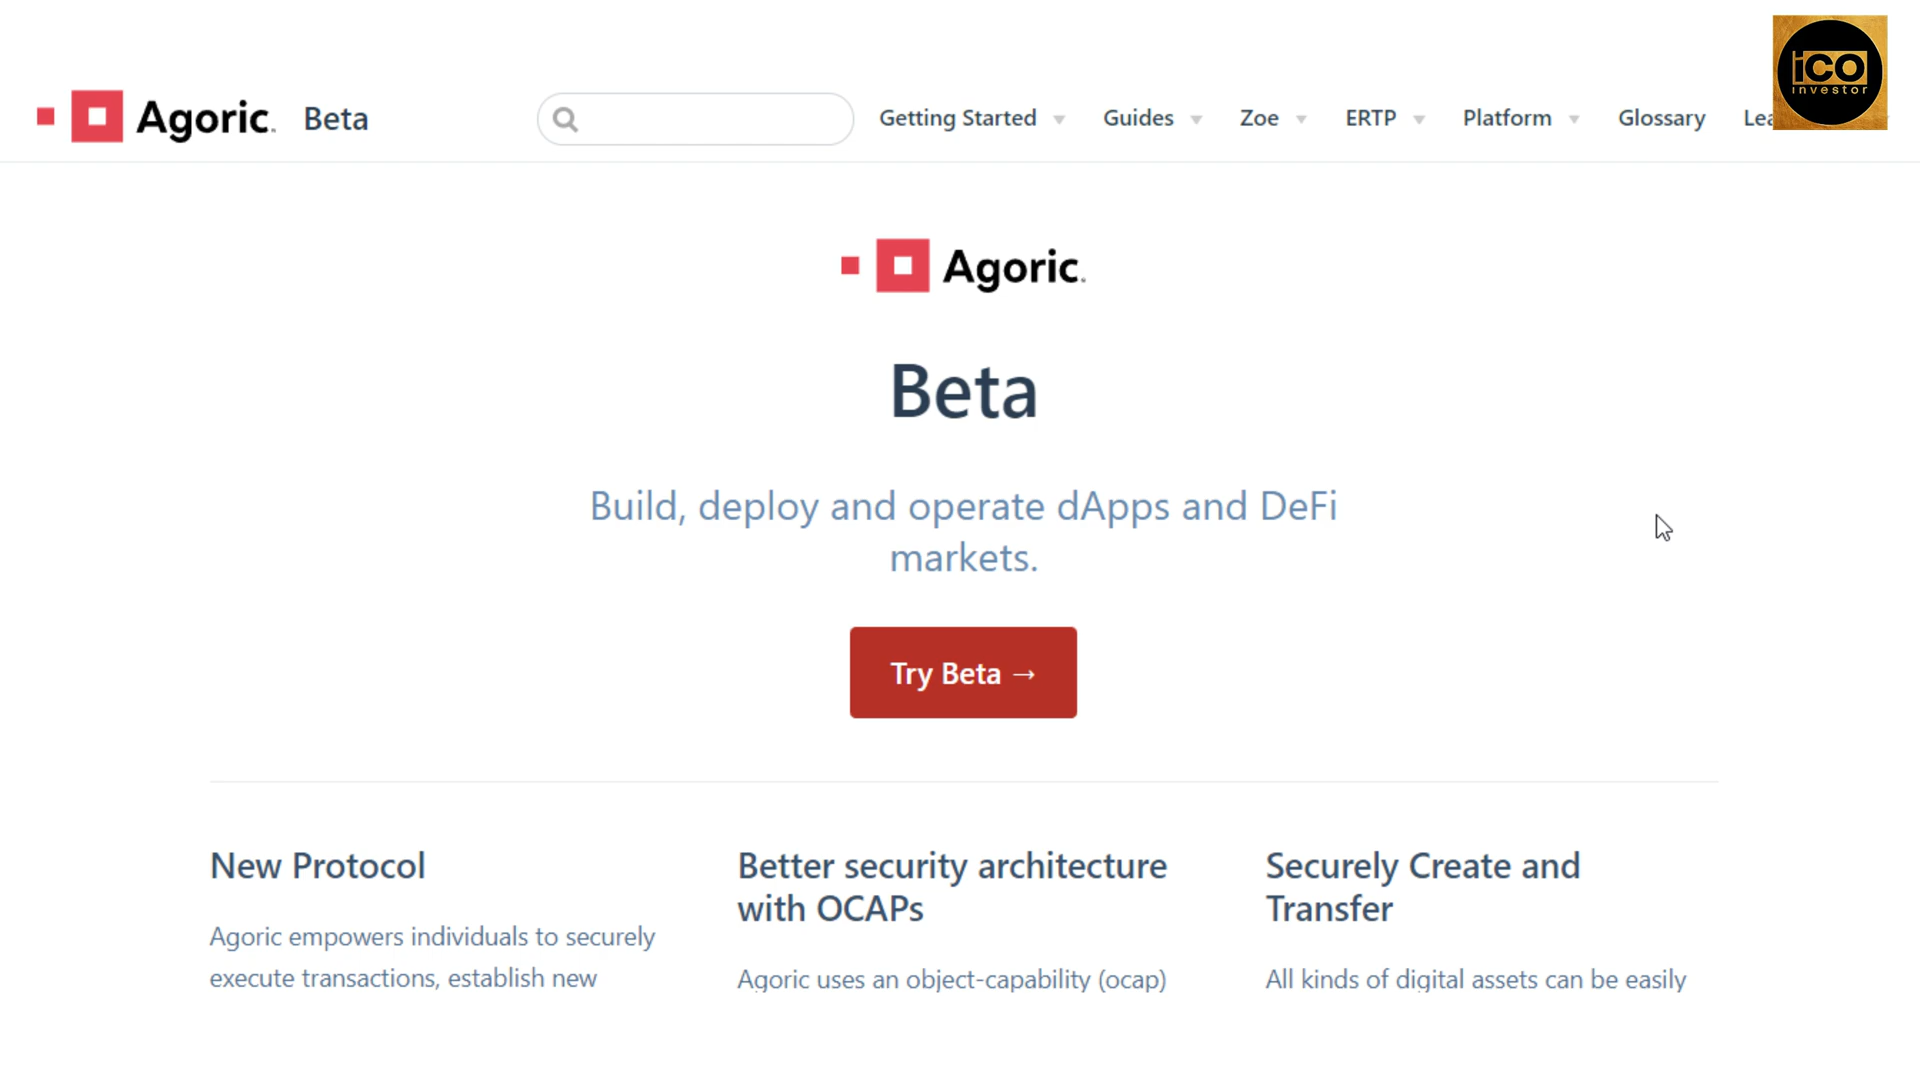 iCO
investor
Agoric. Beta
Getting Started Guides Zoe ERTP Platform Glossary
Agoric.
Beta
Build, deploy and operate dApps and DeFi
markets.
Try Beta →
New Protocol
Agoric empowers individuals to securely
execute transactions, establish new
Better security architecture
with OCAPs
Agoric uses an object-capability (ocap)
Securely Create and
Transfer
All kinds of digital assets can be easily